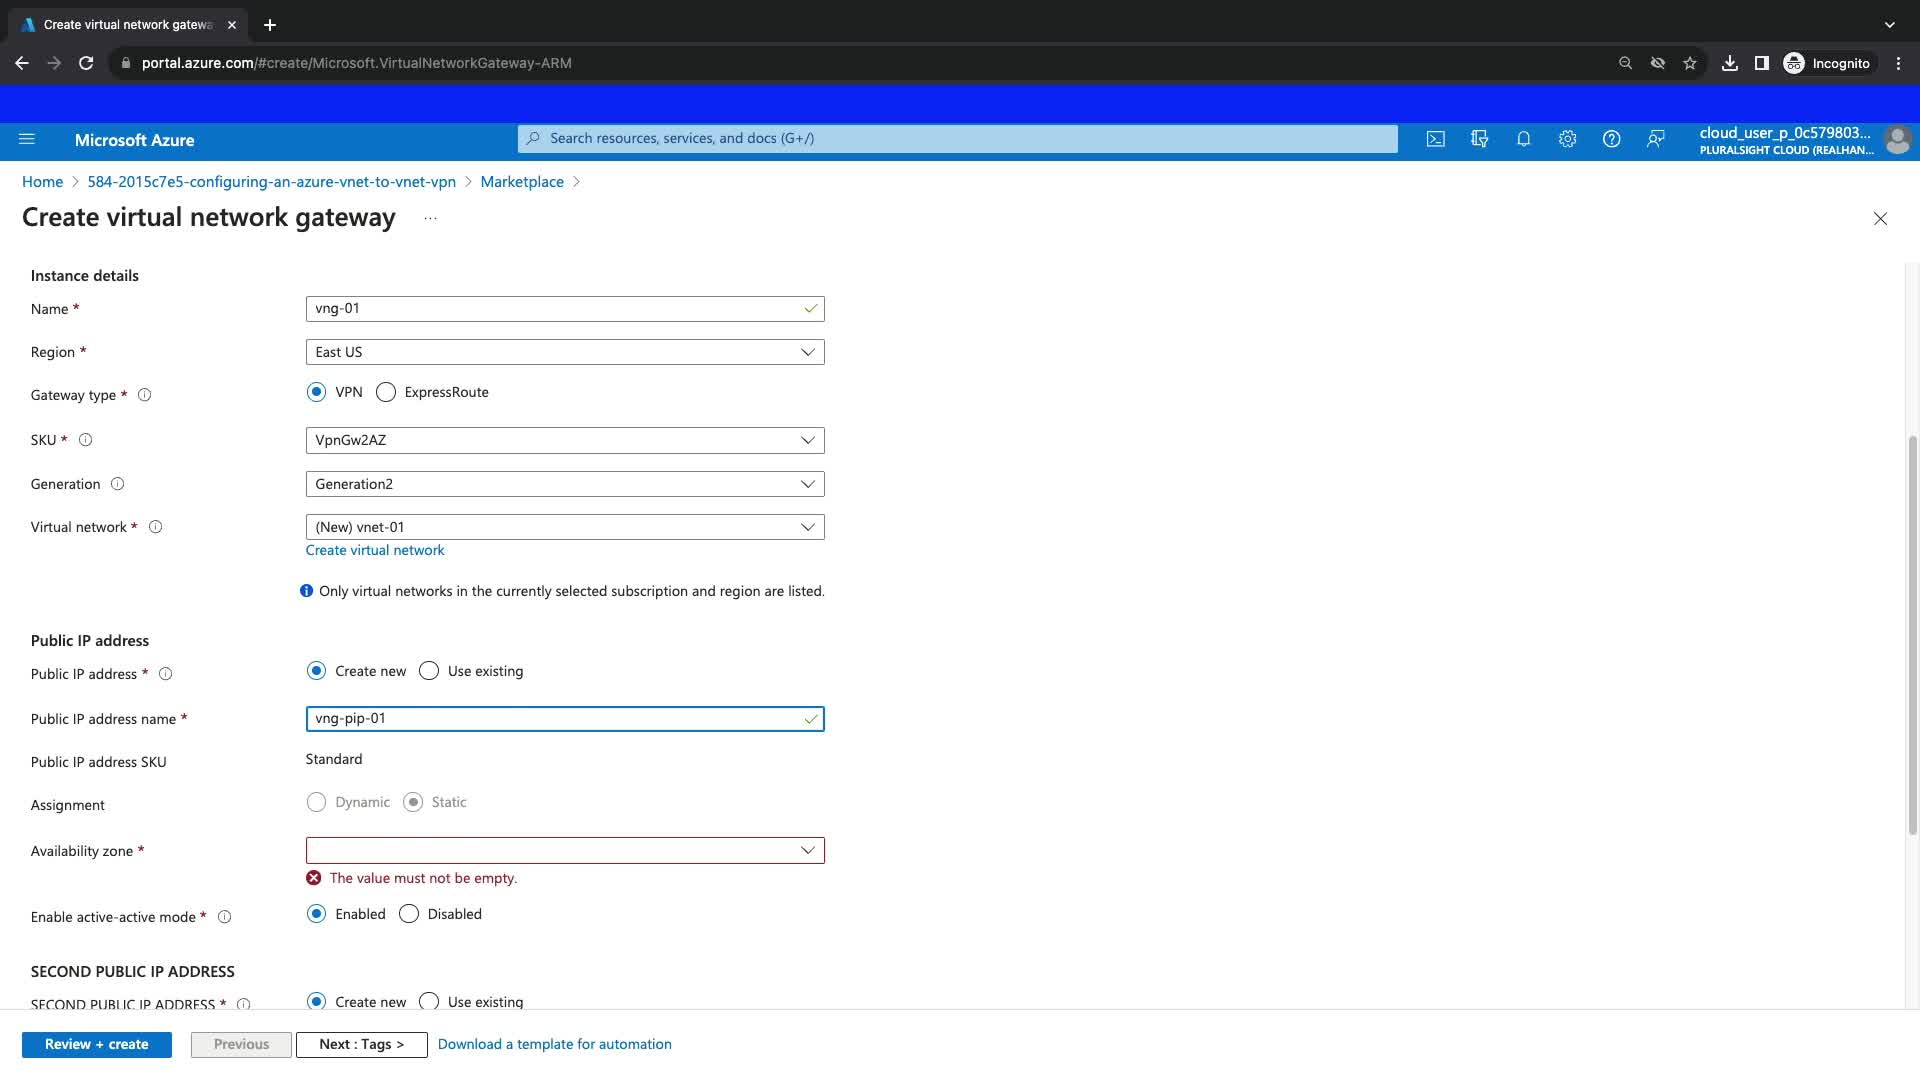 Create virtual network gatewa
portal.azure.com/#create/Microsoft.VirtualNetworkGateway-ARM
Incognito
Microsoft Azure
Search resources, services, and docs (G+/)
cloud_user_p_0c579803...
PLURALSIGHT CLOUD (REALHAN...
Home > 584-2015c7e5-configuring-an-azure-vnet-to-vnet-vpn > Marketplace >
Create virtual network gateway ...
Instance details
Name * vng-01
Region * East US
Gateway type * VPN ExpressRoute
SKU * VpnGw2AZ
Generation Generation2
Virtual network * (New) vnet-01
Create virtual network
Only virtual networks in the currently selected subscription and region are listed.
Public IP address
Public IP address * Create new Use existing
Public IP address name * vng-pip-01
Public IP address SKU Standard
Assignment Dynamic Static
Availability zone *
The value must not be empty.
Enable active-active mode * Enabled Disabled
SECOND PUBLIC IP ADDRESS
SECOND PUBLIC IP ADDRESS * Create new Use existing
Review + create Previous Next : Tags > Download a template for automation